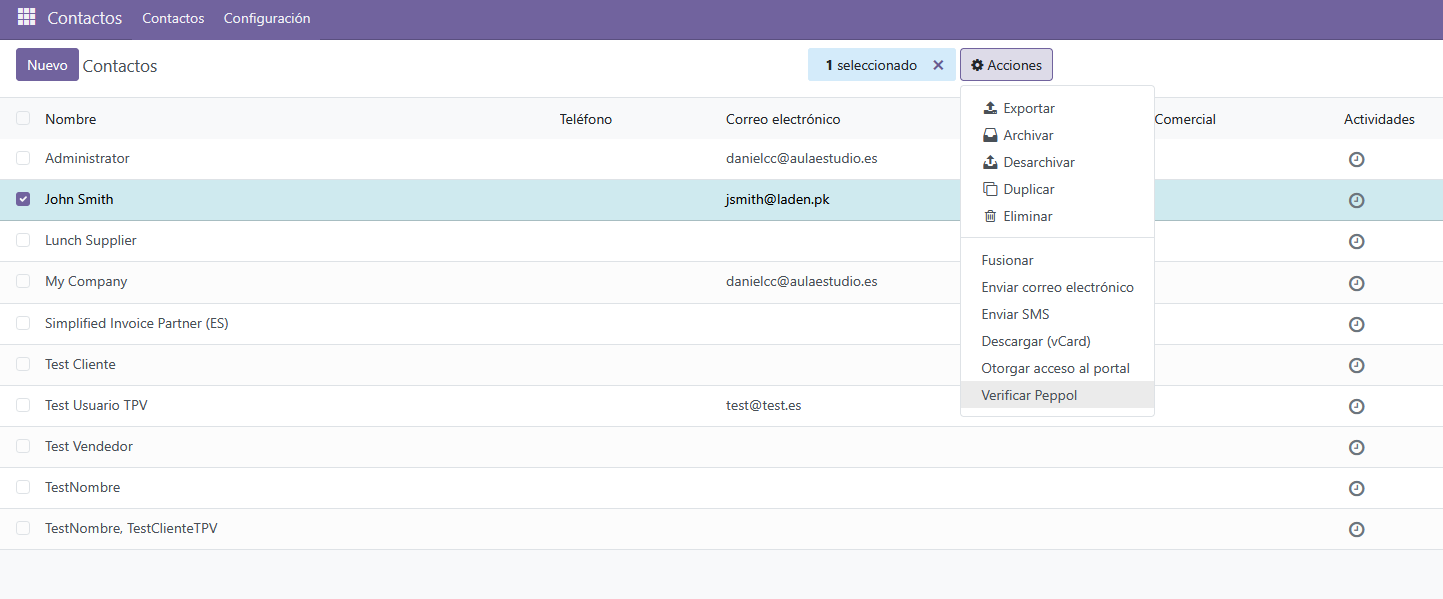 Contactos Contactos Configuración
Nuevo Contactos 1 seleccionado × Acciones
Exportar
Archivar
Desarchivar
Duplicar
Eliminar
Fusionar
Enviar correo electrónico
Enviar SMS
Descargar (vCard)
Otorgar acceso al portal
Verificar Peppol
Nombre Teléfono Correo electrónico Comercial Actividades
Administrator danielcc@aulaestudio.es
John Smith jsmith@laden.pk
Lunch Supplier
My Company danielcc@aulaestudio.es
Simplified Invoice Partner (ES)
Test Cliente
Test Usuario TPV test@test.es
Test Vendedor
TestNombre
TestNombre, TestClienteTPV